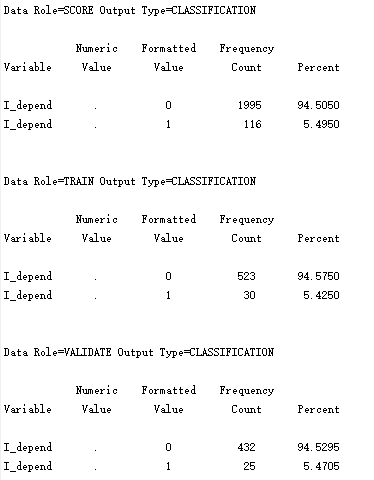 Data Role=SCORE Output Type=CLASSIFICATION
Numeric Formatted Frequency
Variable Value Value Count Percent
I_depend . 0 1995 94.5050
I_depend . 1 116 5.4950
Data Role=TRAIN Output Type=CLASSIFICATION
Numeric Formatted Frequency
Variable Value Value Count Percent
I_depend . 0 523 94.5750
I_depend . 1 30 5.4250
Data Role=VALIDATE Output Type=CLASSIFICATION
Numeric Formatted Frequency
Variable Value Value Count Percent
I_depend . 0 432 94.5295
I_depend . 1 25 5.4705